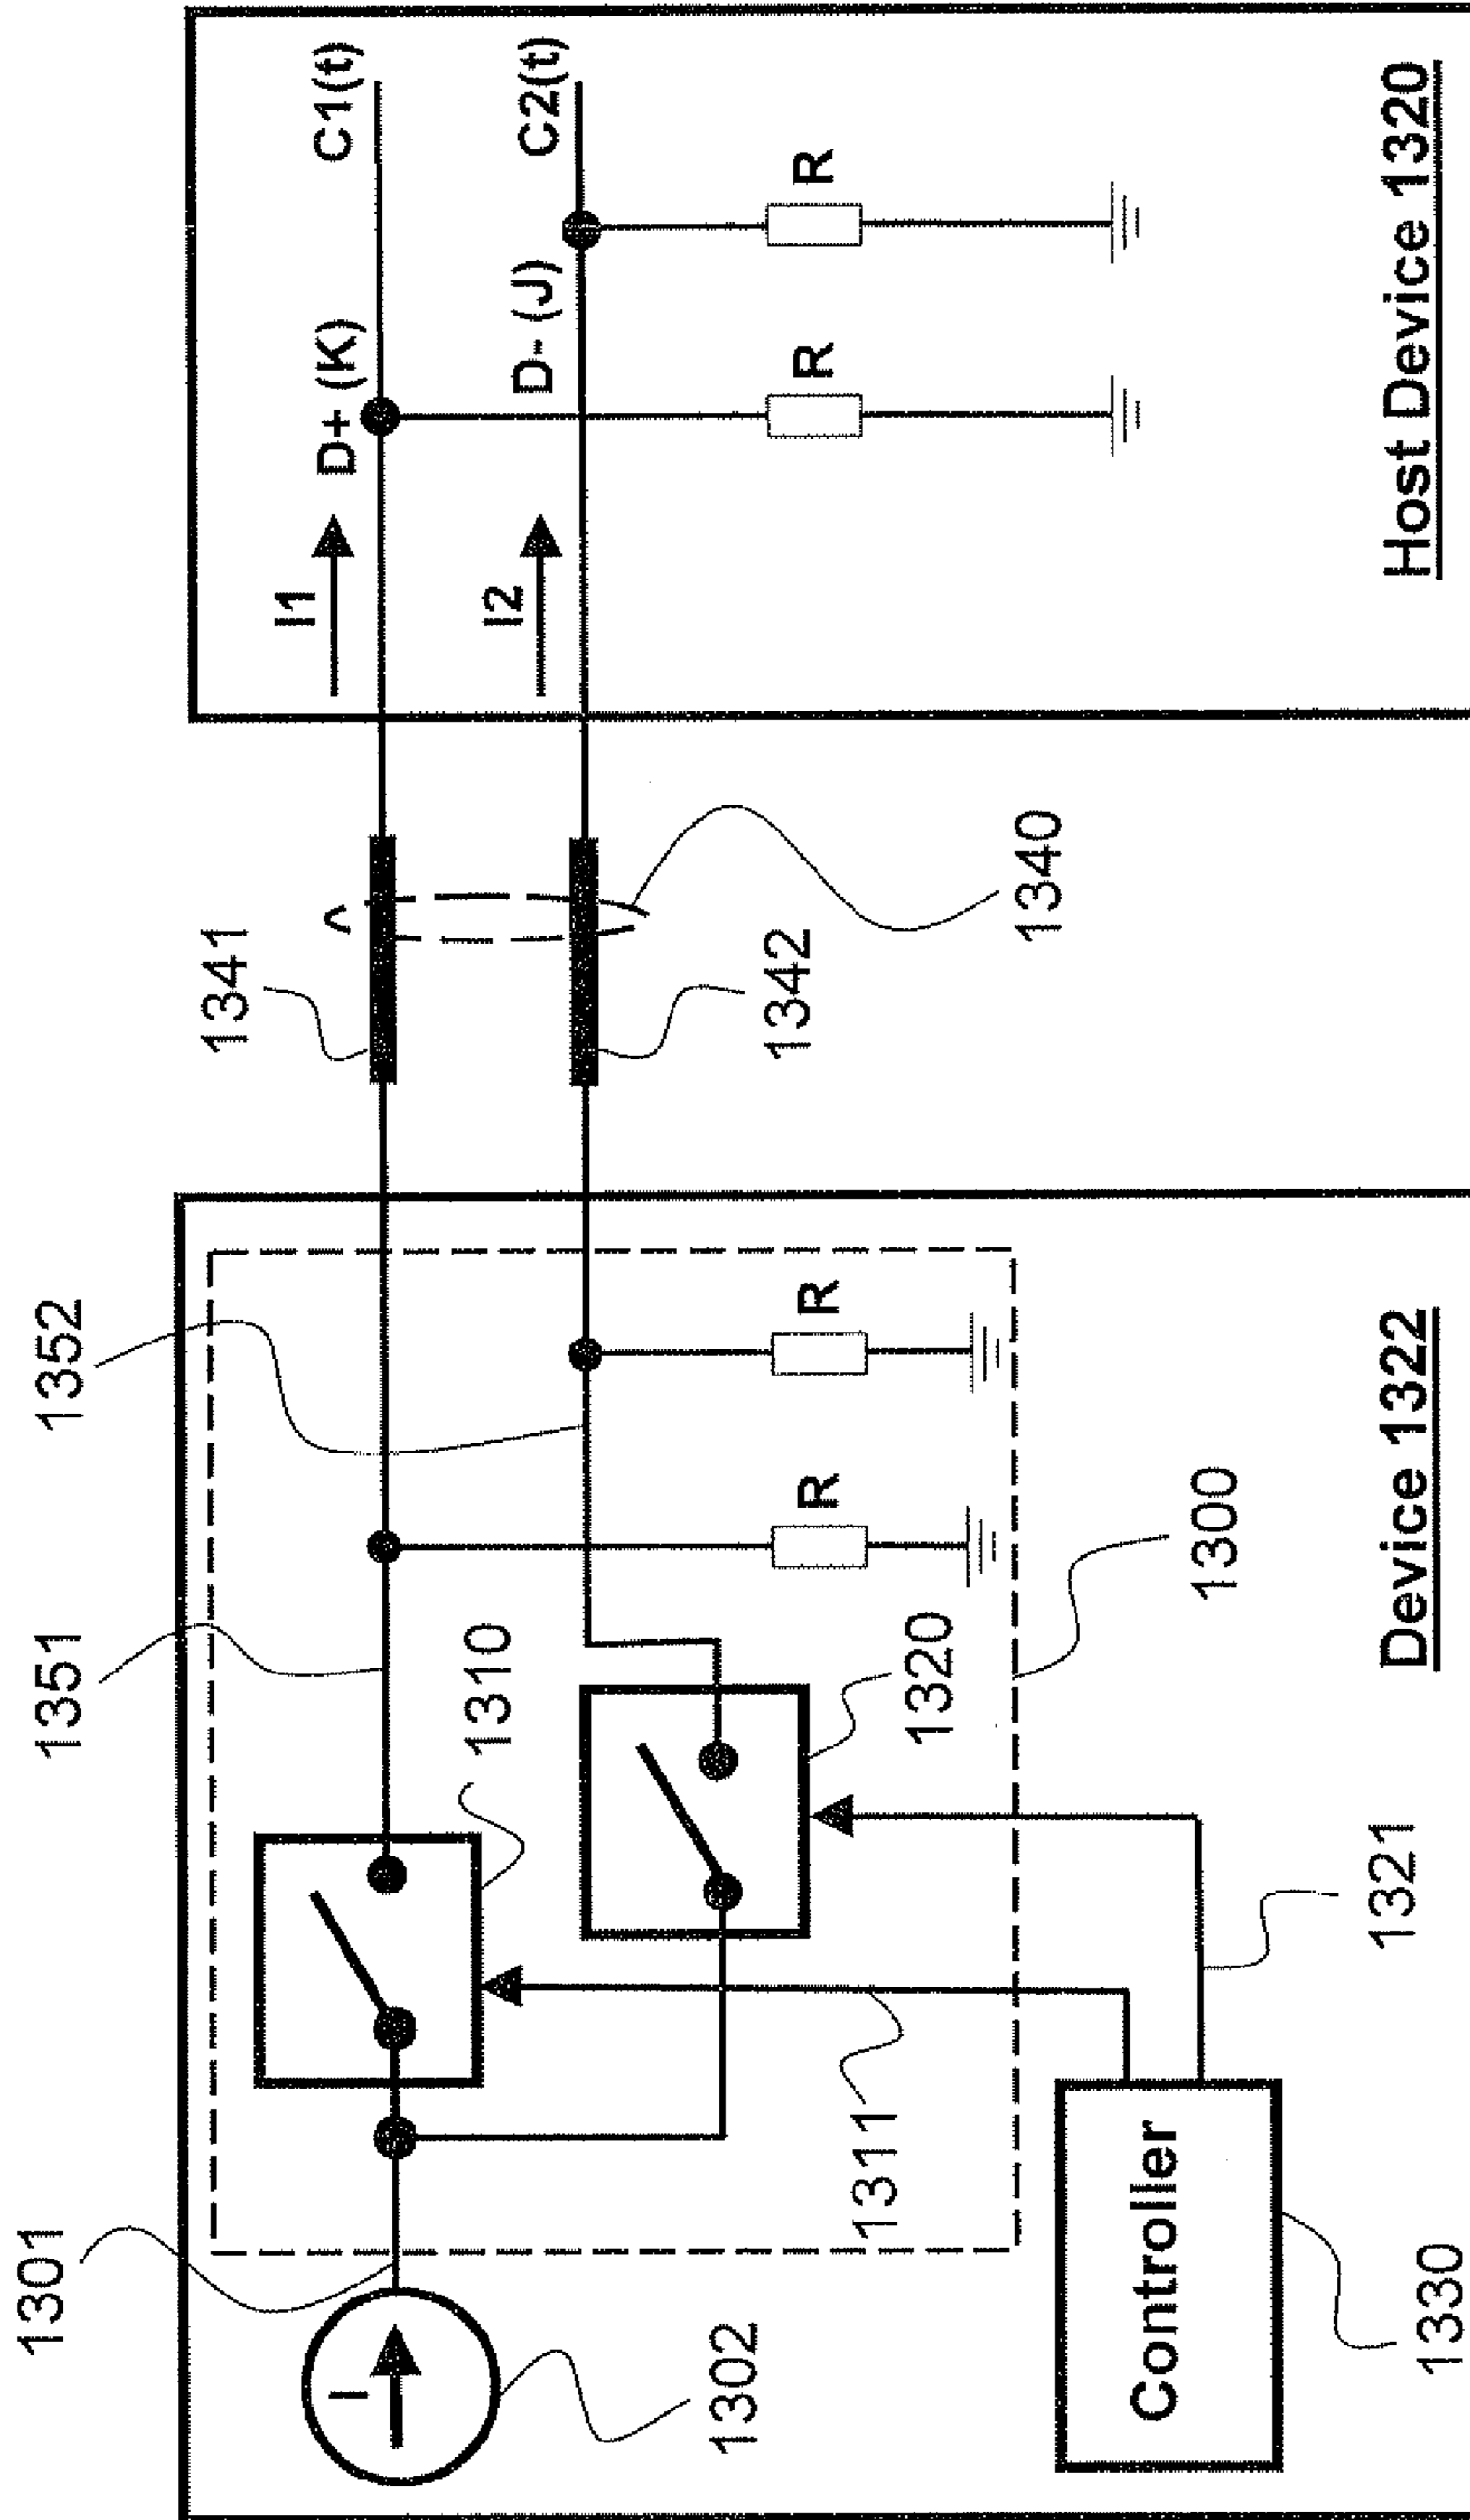 1301
1351
1352
1341
I1
D+ (K)
C1(t)
I
1310
I2
D- (J)
C2(t)
1302
1311
1320
R
R
1342
R
R
1340
Controller
1330
1321
1300
Device 1322
Host Device 1320